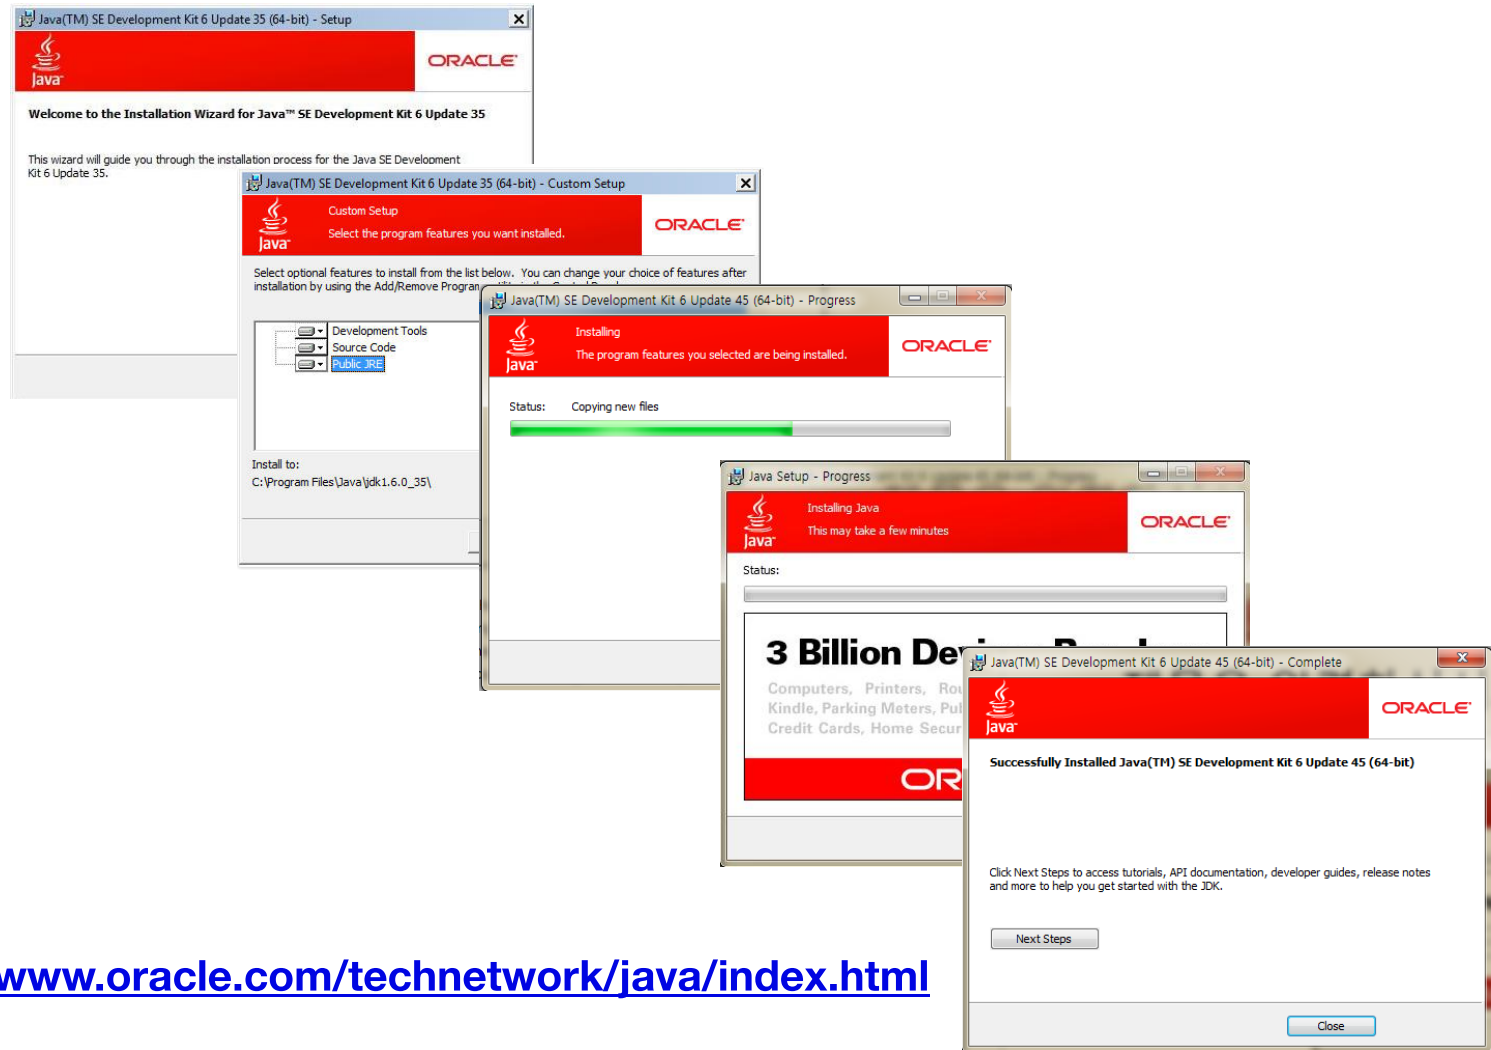 Java(TM) SE Development Kit 6 Update 35 (64-bit) - Setup
Java
ORACLE
Welcome to the Installation Wizard for Java™ SE Development Kit 6 Update 35
This wizard will guide you through the installation process for the Java SE Development
Kit 6 Update 35.
Java(TM) SE Development Kit 6 Update 35 (64-bit) - Custom Setup
Custom Setup
Select the program features you want installed.
Java
ORACLE
Select optional features to install from the list below. You can change your choice of features after
installation by using the Add/Remove Program
Development Tools
Source Code
Public JRE
Install to:
C:\Program Files\Java\jdk1.6.0_35\
Java(TM) SE Development Kit 6 Update 45 (64-bit) - Progress
Installing
The program features you selected are being installed.
Java
ORACLE
Status: Copying new files
Java Setup - Progress
Installing Java
This may take a few minutes
Java
ORACLE
Status:
3 Billion
Computers, Printers,
Kindle, Parking Meters,
Credit Cards, Home
Java(TM) SE Development Kit 6 Update 45 (64-bit) - Complete
Java
ORACLE
Successfully Installed Java(TM) SE Development Kit 6 Update 45 (64-bit)
Click Next Steps to access tutorials, API documentation, developer guides, release notes
and more to help you get started with the JDK.
Next Steps
Close
www.oracle.com/technetwork/java/index.html